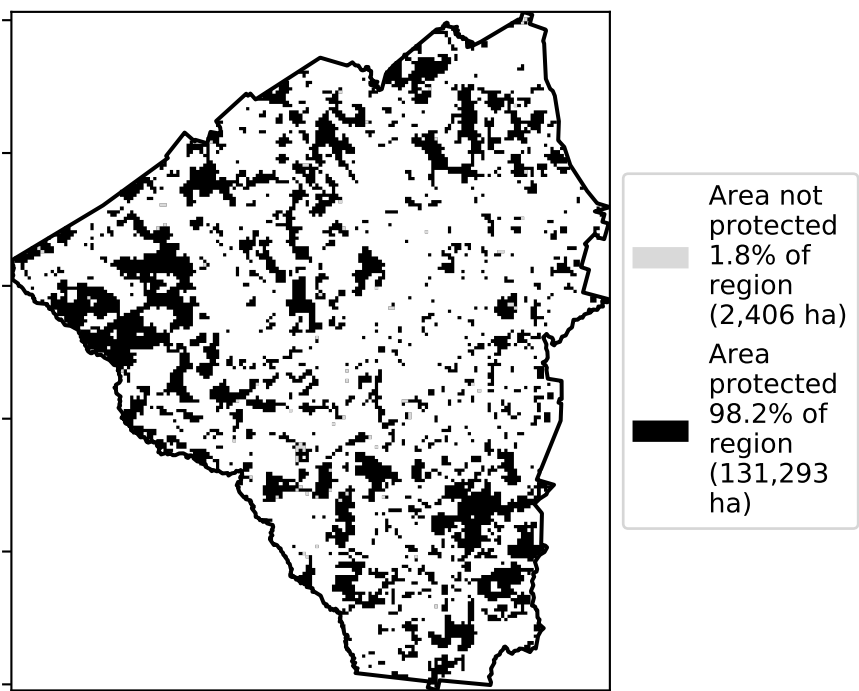 Area not
protected
1.8% of
region
(2,406 ha)
Area
protected
98.2% of
region
(131,293
ha)